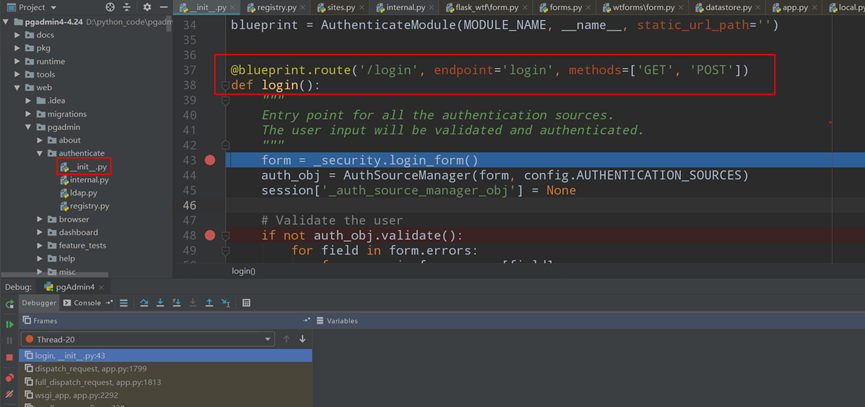 Project
__init__.py
registry.py
sites.py
internal.py
flask_wtf\form.py
forms.py
wtforms\form.py
datastore.py
app.py
local.py
pgadmin4-4.24 D:\python_code\pgad
docs
pkg
runtime
tools
web
.idea
migrations
pgadmin
about
authenticate
__init__.py
internal.py
ldap.py
registry.py
browser
dashboard
feature_tests
help
misc
34 blueprint = AuthenticateModule(MODULE_NAME, __name__, static_url_path='')
35
36
37 @blueprint.route('/login', endpoint='login', methods=['GET', 'POST'])
38 def login():
39 """
40 Entry point for all the authentication sources.
41 The user input will be validated and authenticated.
42 """
43 form = _security.login_form()
44 auth_obj = AuthSourceManager(form, config.AUTHENTICATION_SOURCES)
45 session['_auth_source_manager_obj'] = None
46
47 # Validate the user
48 if not auth_obj.validate():
49 for field in form.errors:
login()
Debug: pgAdmin4
Debugger Console
Frames
Variables
Thread-20
login, __init__.py:43
dispatch_request, app.py:1799
full_dispatch_request, app.py:1813
wsgi_app, app.py:2292